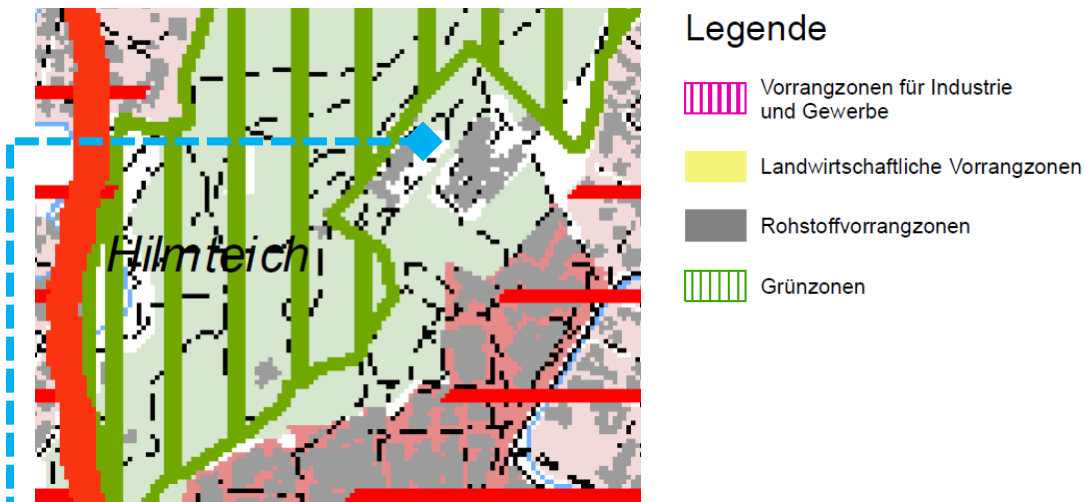 Legende
Vorrangzonen für Industrie
und Gewerbe
Landwirtschaftliche Vorrangzonen
Rohstoffvorrangzonen
Grünzonen
Hilmteich